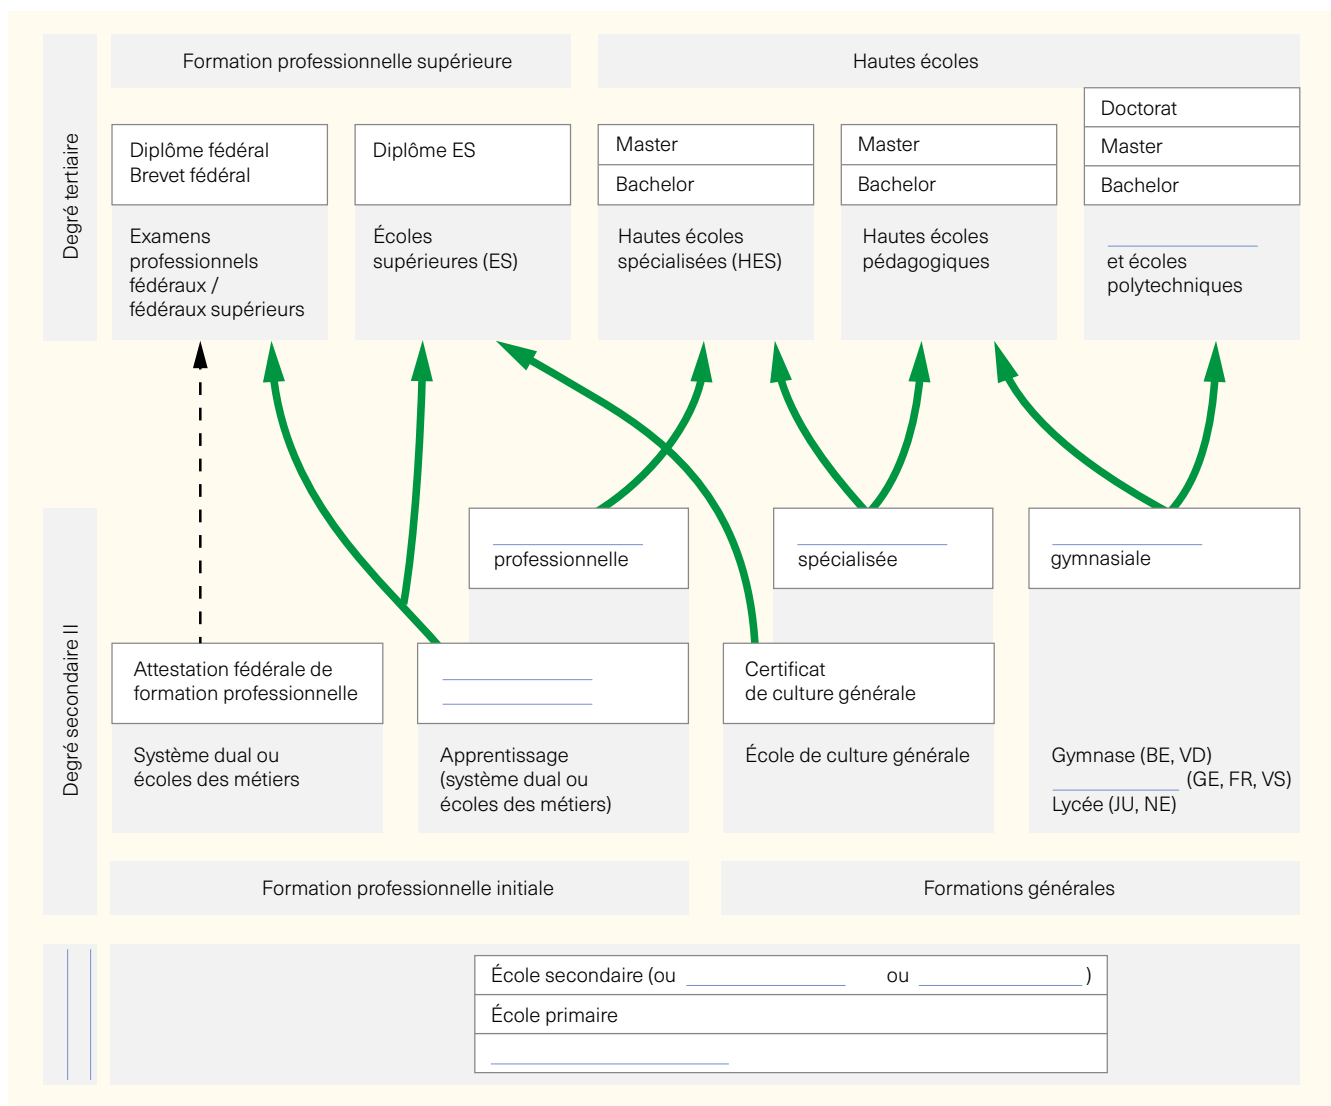 Formation professionnelle supérieure
Hautes écoles
Degré tertiaire
Diplôme fédéral
Brevet fédéral
Examens
professionnels
fédéraux /
fédéraux supérieurs
Diplôme ES
Écoles
supérieures (ES)
Master
Bachelor
Hautes écoles
spécialisées (HES)
Master
Bachelor
Hautes écoles
pédagogiques
Doctorat
Master
Bachelor
et écoles
polytechniques
Degré secondaire II
professionnelle
spécialisée
gymnasiale
Attestation fédérale de
formation professionnelle
Système dual ou
écoles des métiers
Apprentissage
(système dual ou
écoles des métiers)
Certificat
de culture générale
École de culture générale
Gymnase (BE, VD)
(GE, FR, VS)
Lycée (JU, NE)
Formation professionnelle initiale
Formations générales
École secondaire (ou ou )
École primaire